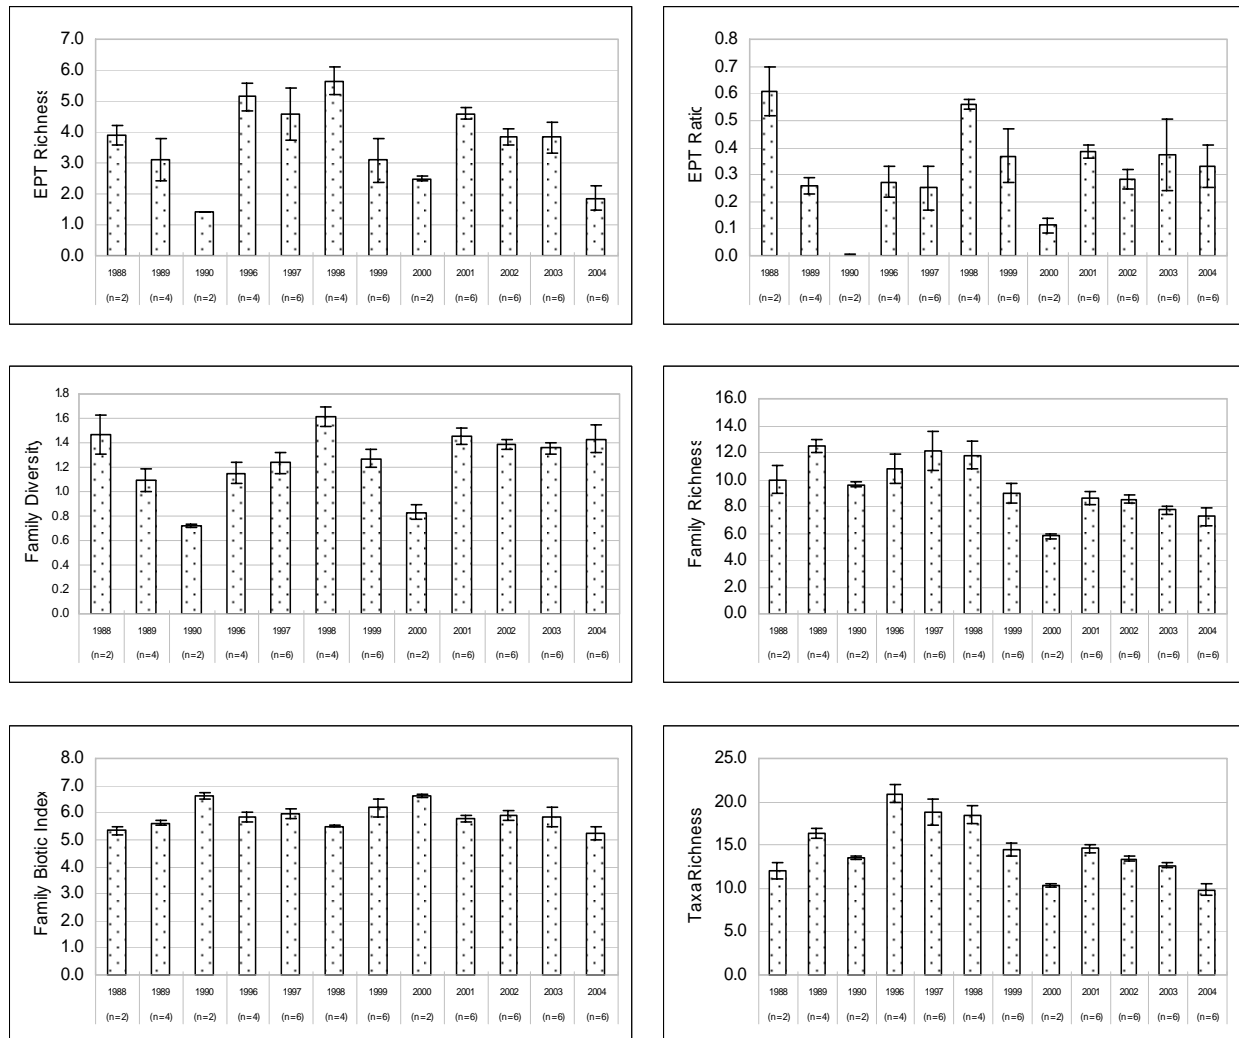 7.0
6.0
5.0
4.0
3.0
2.0
1.0
0.0
EPT Richness
1988 1989 1990 1996 1997 1998 1999 2000 2001 2002 2003 2004
(n=2) (n=4) (n=2) (n=4) (n=6) (n=4) (n=6) (n=2) (n=6) (n=6) (n=6) (n=6)
0.8
0.7
0.6
0.5
0.4
0.3
0.2
0.1
0.0
EPT Ratio
1988 1989 1990 1996 1997 1998 1999 2000 2001 2002 2003 2004
(n=2) (n=4) (n=2) (n=4) (n=6) (n=4) (n=6) (n=2) (n=6) (n=6) (n=6) (n=6)
1.8
1.6
1.4
1.2
1.0
0.8
0.6
0.4
0.2
0.0
Family Diversity
1988 1989 1990 1996 1997 1998 1999 2000 2001 2002 2003 2004
(n=2) (n=4) (n=2) (n=4) (n=6) (n=4) (n=6) (n=2) (n=6) (n=6) (n=6) (n=6)
16.0
14.0
12.0
10.0
8.0
6.0
4.0
2.0
0.0
Family Richness
1988 1989 1990 1996 1997 1998 1999 2000 2001 2002 2003 2004
(n=2) (n=4) (n=2) (n=4) (n=6) (n=4) (n=6) (n=2) (n=6) (n=6) (n=6) (n=6)
8.0
7.0
6.0
5.0
4.0
3.0
2.0
1.0
0.0
Family Biotic Index
1988 1989 1990 1996 1997 1998 1999 2000 2001 2002 2003 2004
(n=2) (n=4) (n=2) (n=4) (n=6) (n=4) (n=6) (n=2) (n=6) (n=6) (n=6) (n=6)
25.0
20.0
15.0
10.0
5.0
0.0
TaxaRichness
1988 1989 1990 1996 1997 1998 1999 2000 2001 2002 2003 2004
(n=2) (n=4) (n=2) (n=4) (n=6) (n=4) (n=6) (n=2) (n=6) (n=6) (n=6) (n=6)